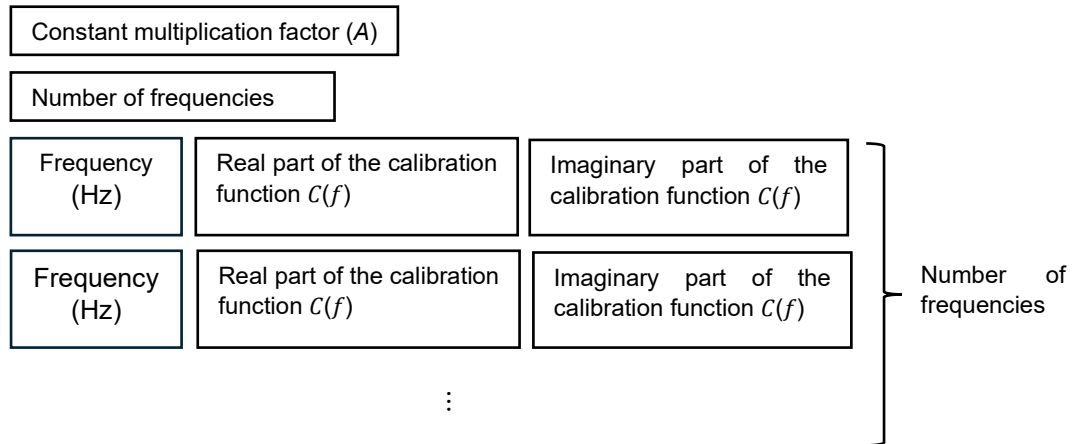 Constant multiplication factor (A)
Number of frequencies
Frequency
(Hz)
Real part of the calibration
function C(f)
Imaginary part of the
calibration function C(f)
Frequency
(Hz)
Real part of the calibration
function C(f)
Imaginary part of the
calibration function C(f)
Number of
frequencies
⋮